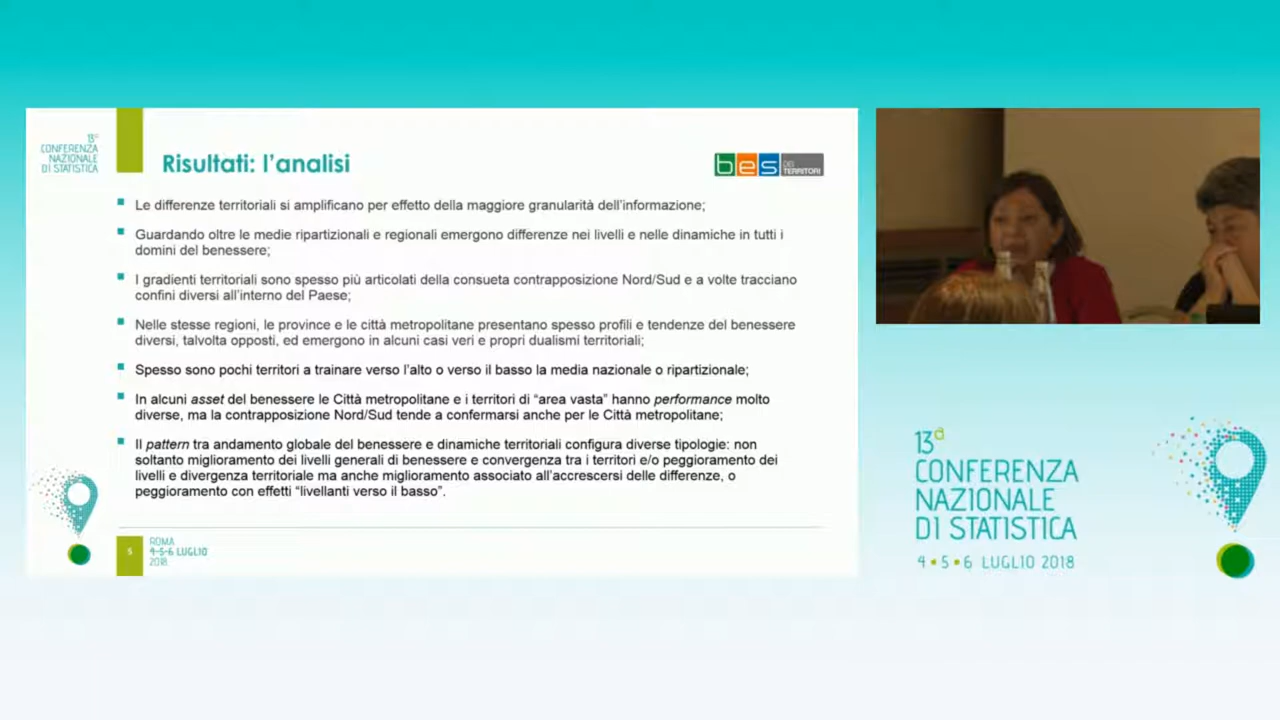 13°
CONFERENZA
NAZIONALE
DI STATISTICA
Risultati: l'analisi
bes DEI
TERRITORI
Le differenze territoriali si amplificano per effetto della maggiore granularità dell'informazione;
Guardando oltre le medie ripartizionali e regionali emergono differenze nei livelli e nelle dinamiche in tutti i
domini del benessere;
I gradienti territoriali sono spesso più articolati della consueta contrapposizione Nord/Sud e a volte tracciano
confini diversi all'interno del Paese;
Nelle stesse regioni, le province e le città metropolitane presentano spesso profili e tendenze del benessere
diversi, talvolta opposti, ed emergono in alcuni casi veri e propri dualismi territoriali;
Spesso sono pochi territori a trainare verso l'alto o verso il basso la media nazionale o ripartizionale;
In alcuni asset del benessere le Città metropolitane e i territori di "area vasta" hanno performance molto
diverse, ma la contrapposizione Nord/Sud tende a confermarsi anche per le Città metropolitane;
Il pattern tra andamento globale del benessere e dinamiche territoriali configura diverse tipologie: non
soltanto miglioramento dei livelli generali di benessere e convergenza tra i territori e/o peggioramento dei
livelli e divergenza territoriale ma anche miglioramento associato all'accrescersi delle differenze, o
peggioramento con effetti "livellanti verso il basso".
5
ROMA
4-5-6 LUGLIO
2018
13a
CONFERENZA
NAZIONALE
DI STATISTICA
4 • 5 • 6 LUGLIO 2018